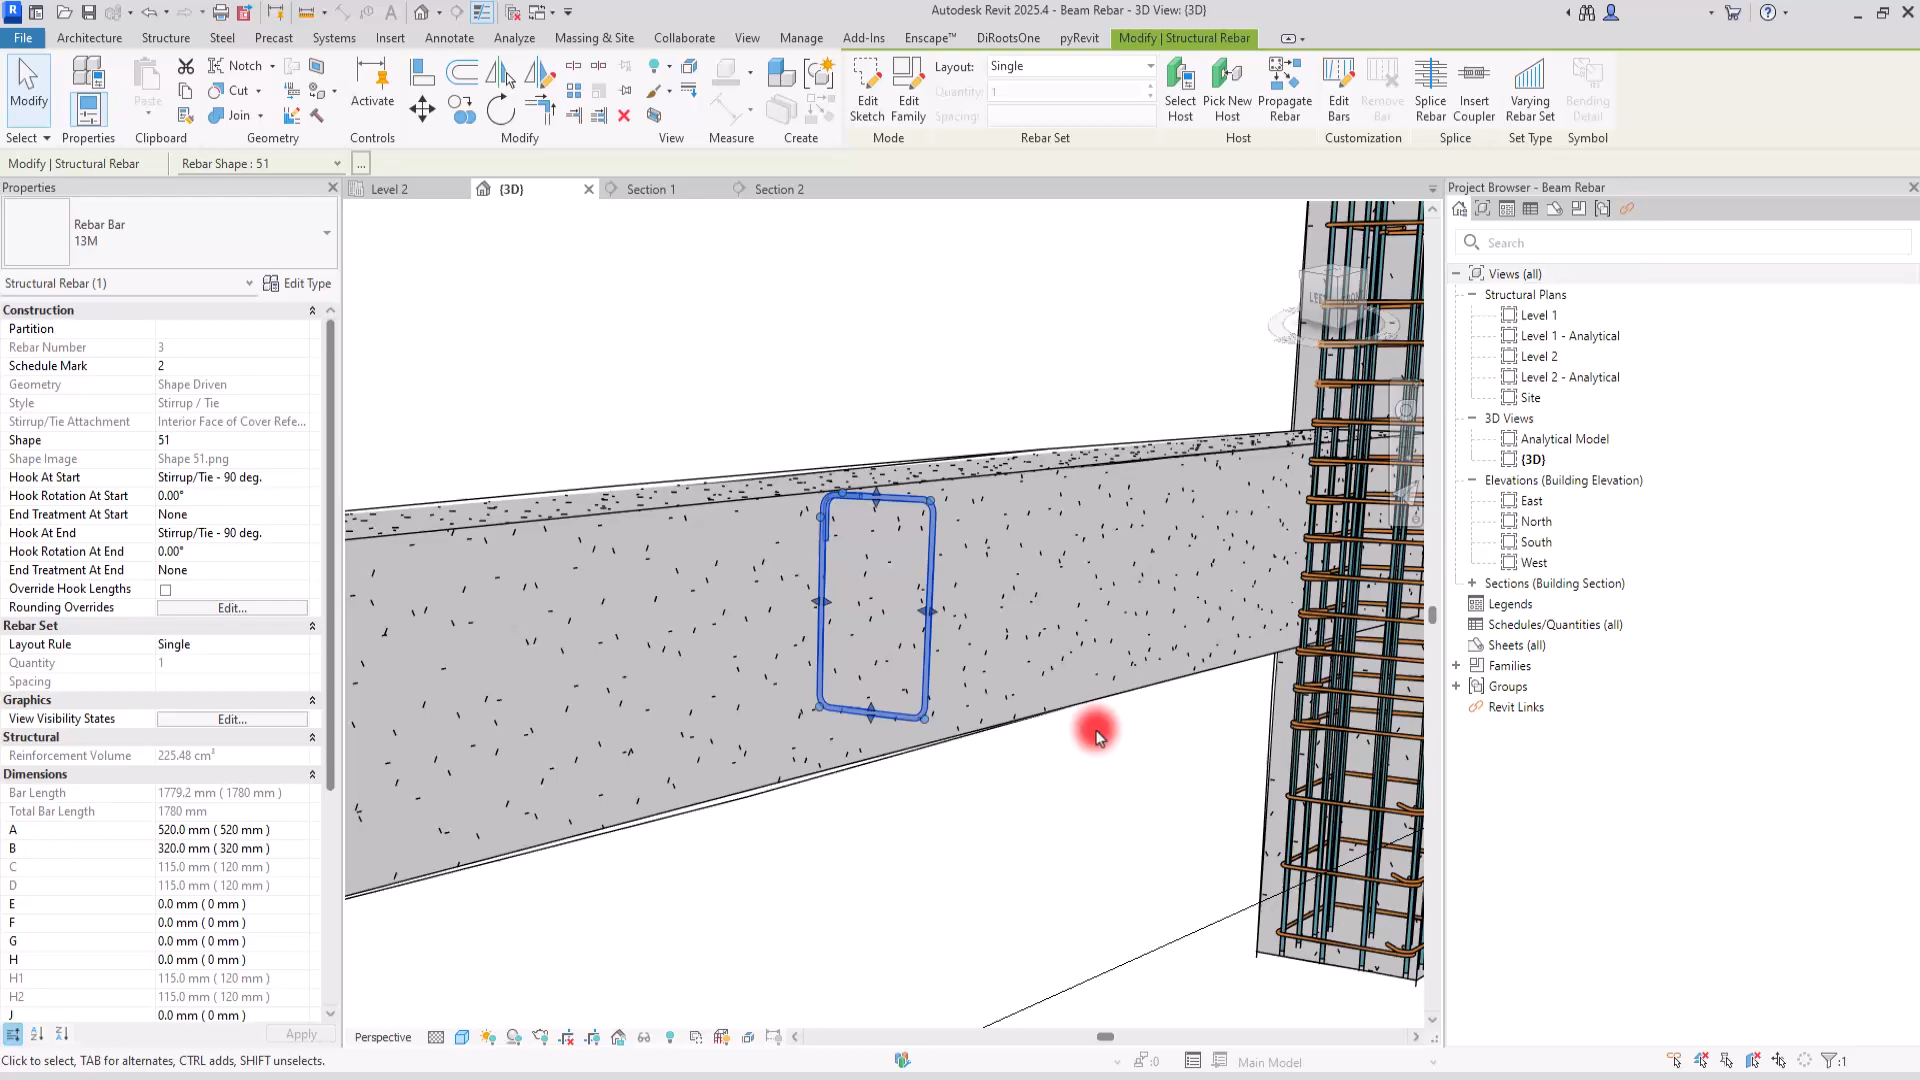 Autodesk Revit 2025.4 - Beam Rebar - 3D View: {3D}
File Architecture Structure Steel Precast Systems Insert Annotate Analyze Massing & Site Collaborate View Manage Add-Ins Enscape™ DiRootsOne pyRevit Modify | Structural Rebar
Modify
Select
Properties
Paste
Clipboard
Notch
Cut
Join
Geometry
Activate
Controls
Modify
View
Measure
Create
Edit Sketch
Edit Family
Mode
Layout: Single
Quantity: 1
Spacing:
Rebar Set
Select Host
Pick New Host
Propagate Rebar
Host
Edit Bars
Remove Bar
Customization
Splice Rebar
Insert Coupler
Splice
Varying Rebar Set
Set Type
Bending Detail
Symbol
Modify | Structural Rebar
Rebar Shape : 51
...
Properties
Rebar Bar
13M
Structural Rebar (1)
Edit Type
Construction
Partition
Rebar Number 3
Schedule Mark 2
Geometry Shape Driven
Style Stirrup / Tie
Stirrup/Tie Attachment Interior Face of Cover Refe...
Shape 51
Shape Image Shape 51.png
Hook At Start Stirrup/Tie - 90 deg.
Hook Rotation At Start 0.00°
End Treatment At Start None
Hook At End Stirrup/Tie - 90 deg.
Hook Rotation At End 0.00°
End Treatment At End None
Override Hook Lengths
Rounding Overrides Edit...
Rebar Set
Layout Rule Single
Quantity 1
Spacing
Graphics
View Visibility States Edit...
Structural
Reinforcement Volume 225.48 cm³
Dimensions
Bar Length 1779.2 mm ( 1780 mm )
Total Bar Length 1780 mm
A 520.0 mm ( 520 mm )
B 320.0 mm ( 320 mm )
C 115.0 mm ( 120 mm )
D 115.0 mm ( 120 mm )
E 0.0 mm ( 0 mm )
F 0.0 mm ( 0 mm )
G 0.0 mm ( 0 mm )
H 0.0 mm ( 0 mm )
H1 115.0 mm ( 120 mm )
H2 115.0 mm ( 120 mm )
J 0.0 mm ( 0 mm )
Apply
Level 2
{3D}
Section 1
Section 2
Perspective
Project Browser - Beam Rebar
Search
Views (all)
Structural Plans
Level 1
Level 1 - Analytical
Level 2
Level 2 - Analytical
Site
3D Views
Analytical Model
{3D}
Elevations (Building Elevation)
East
North
South
West
Sections (Building Section)
Legends
Schedules/Quantities (all)
Sheets (all)
Families
Groups
Revit Links
Click to select, TAB for alternates, CTRL adds, SHIFT unselects.
:0
Main Model
:1